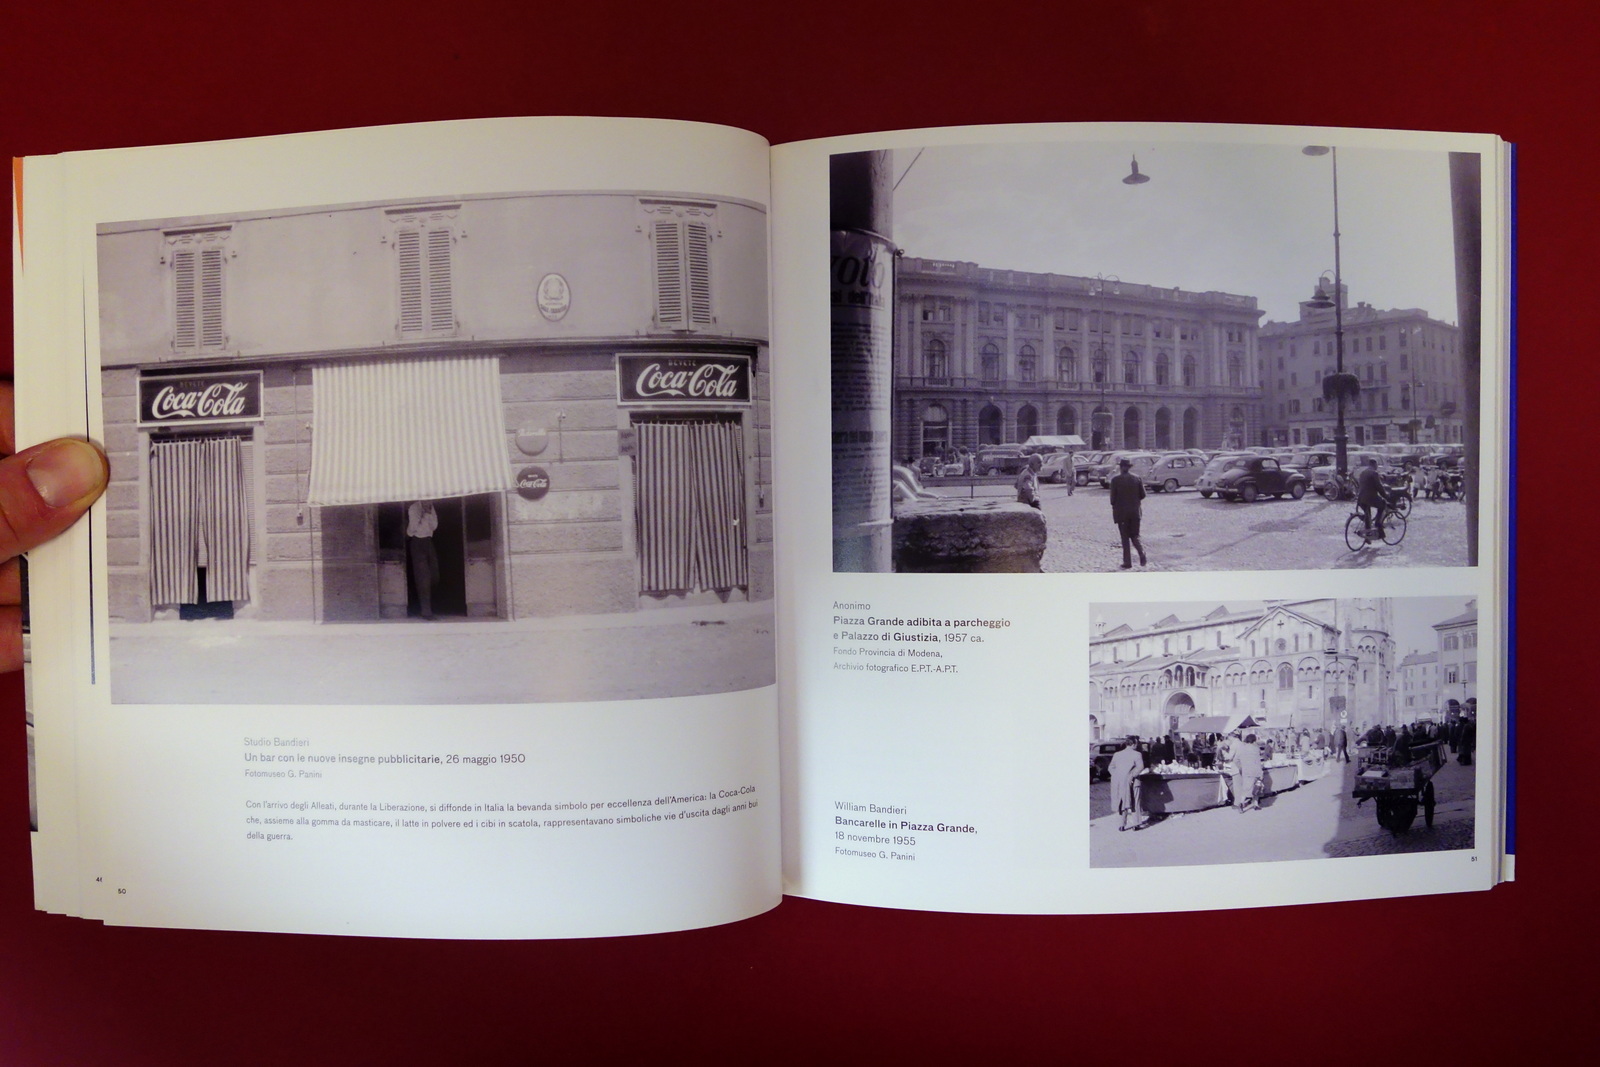 BEVETE
Coca-Cola
BEVETE
Coca-Cola
Coca-Cola
Studio Bandieri
Un bar con le nuove insegne pubblicitarie, 26 maggio 1950
Fotomuseo G. Panini
Con l'arrivo degli Alleati, durante la Liberazione, si diffonde in Italia la bevanda simbolo per eccellenza dell'America: la Coca-Cola
che, assieme alla gomma da masticare, il latte in polvere ed i cibi in scatola, rappresentavano simboliche vie d'uscita dagli anni bui
della guerra.
50
Anonimo
Piazza Grande adibita a parcheggio
e Palazzo di Giustizia, 1957 ca.
Fondo Provincia di Modena,
Archivio fotografico E.P.T.-A.P.T.
William Bandieri
Bancarelle in Piazza Grande,
18 novembre 1955
Fotomuseo G. Panini
51